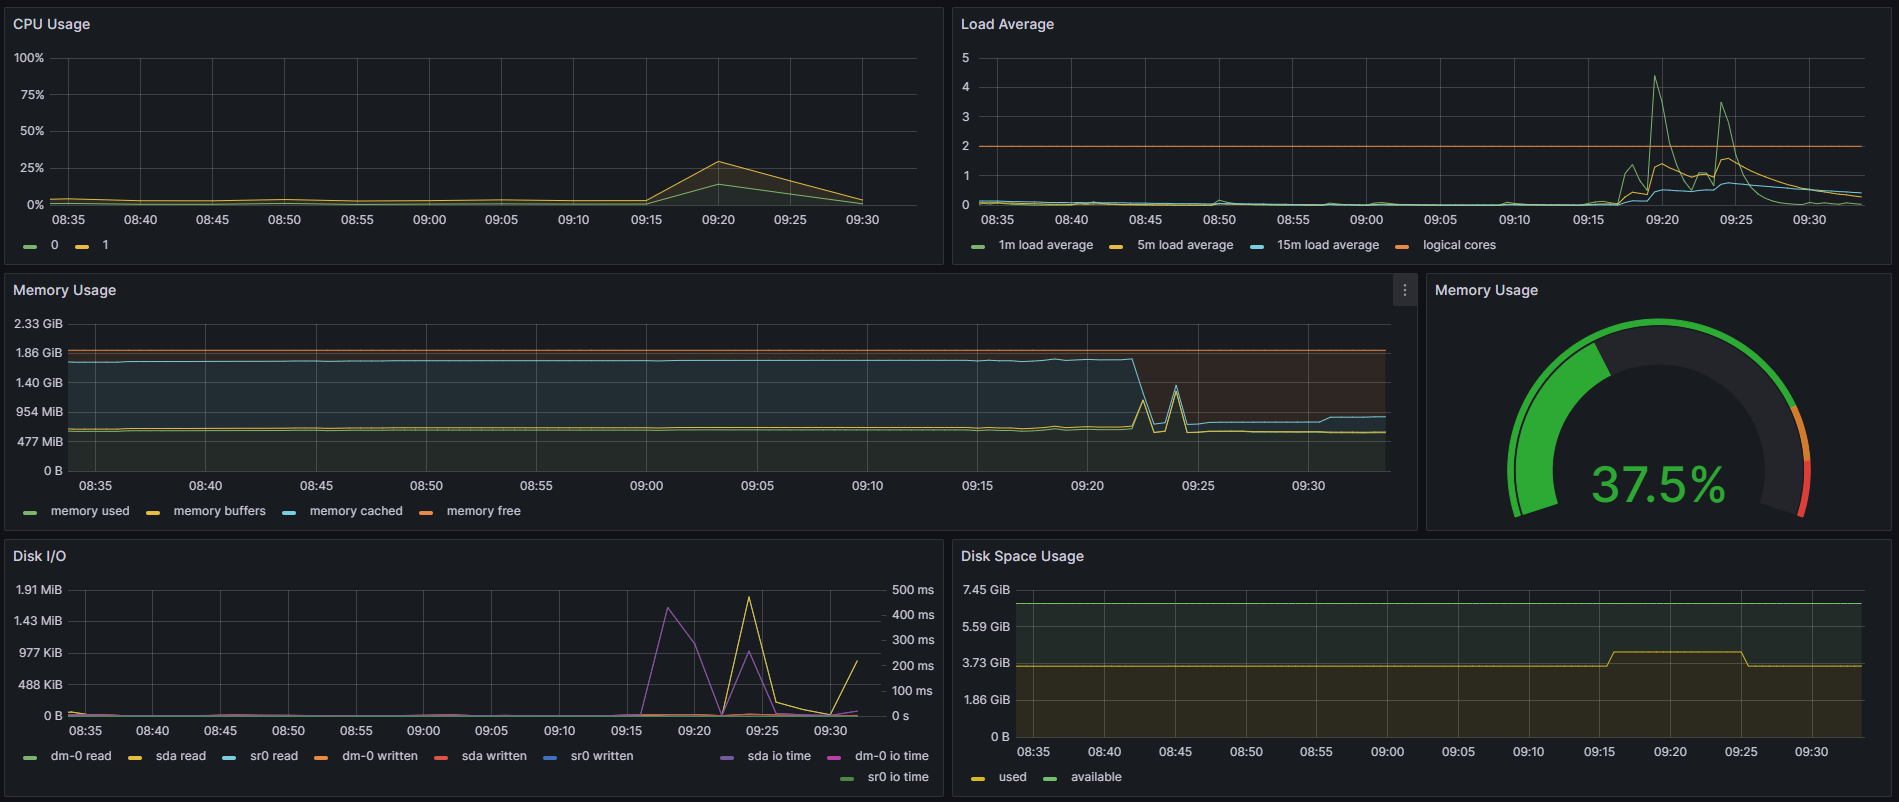 CPU Usage
100%
75%
50%
25%
0%
08:35 08:40 08:45 08:50 08:55 09:00 09:05 09:10 09:15 09:20 09:25 09:30
0 1
Load Average
5
4
3
2
1
0
08:35 08:40 08:45 08:50 08:55 09:00 09:05 09:10 09:15 09:20 09:25 09:30
1m load average 5m load average 15m load average logical cores
Memory Usage
2.33 GiB
1.86 GiB
1.40 GiB
954 MiB
477 MiB
0 B
08:35 08:40 08:45 08:50 08:55 09:00 09:05 09:10 09:15 09:20 09:25 09:30
memory used memory buffers memory cached memory free
Memory Usage
37.5%
Disk I/O
1.91 MiB
1.43 MiB
977 KiB
488 KiB
0 B
500 ms
400 ms
300 ms
200 ms
100 ms
0 s
08:35 08:40 08:45 08:50 08:55 09:00 09:05 09:10 09:15 09:20 09:25 09:30
dm-0 read sda read sr0 read dm-0 written sda written sr0 written sda io time dm-0 io time
sr0 io time
Disk Space Usage
7.45 GiB
5.59 GiB
3.73 GiB
1.86 GiB
0 B
08:35 08:40 08:45 08:50 08:55 09:00 09:05 09:10 09:15 09:20 09:25 09:30
used available